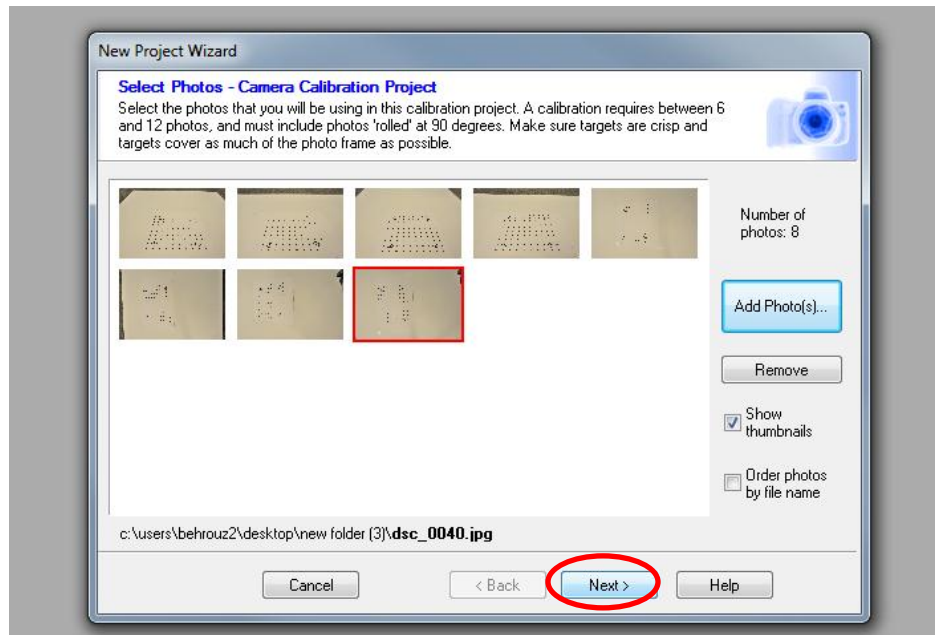 New Project Wizard
Select Photos - Camera Calibration Project
Select the photos that you will be using in this calibration project. A calibration requires between 6
and 12 photos, and must include photos 'rolled' at 90 degrees. Make sure targets are crisp and
targets cover as much of the photo frame as possible.
Number of
photos: 8
Add Photo(s)...
Remove
Show
thumbnails
Order photos
by file name
c:\users\behrouz2\desktop\new folder (3)\dsc_0040.jpg
Cancel
< Back
Next >
Help